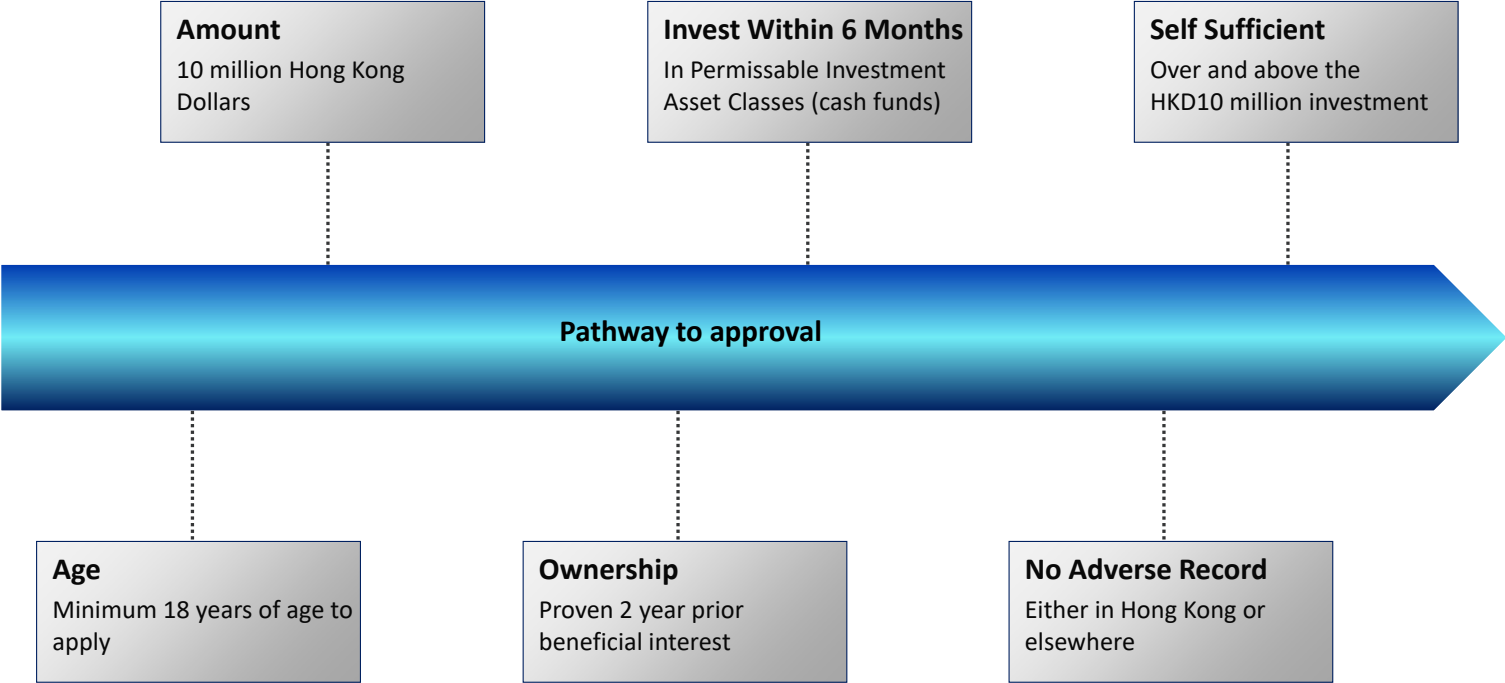 Amount
10 million Hong Kong
Dollars
Invest Within 6 Months
In Permissable Investment
Asset Classes (cash funds)
Self Sufficient
Over and above the
HKD10 million investment
Pathway to approval
Age
Minimum 18 years of age to
apply
Ownership
Proven 2 year prior
beneficial interest
No Adverse Record
Either in Hong Kong or
elsewhere